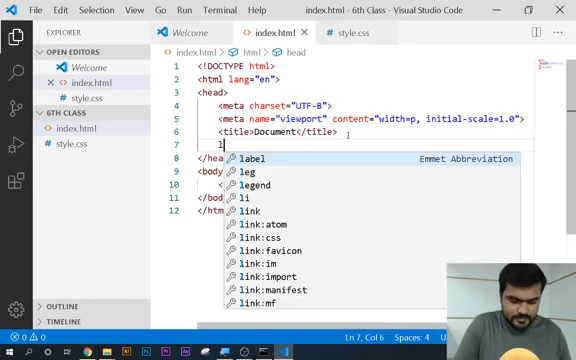 File Edit Selection View Go Run Terminal Help index.html - 6th Class - Visual Studio Code
EXPLORER
OPEN EDITORS
Welcome
index.html
style.css
6TH CLASS
index.html
style.css
OUTLINE
TIMELINE
Welcome index.html style.css
index.html > html > head
1 <!DOCTYPE html>
2 <html lang="en">
3 <head>
4 <meta charset="UTF-8">
5 <meta name="viewport" content="width=p, initial-scale=1.0">
6 <title>Document</title>
7 l
8 </hea
9 <body
10 <
11 </bod
12 </htm
label Emmet Abbreviation
leg
legend
li
link
link:atom
link:css
link:favicon
link:im
link:import
link:manifest
link:mf
0 0 Ln 7, Col 6 Spaces: 4